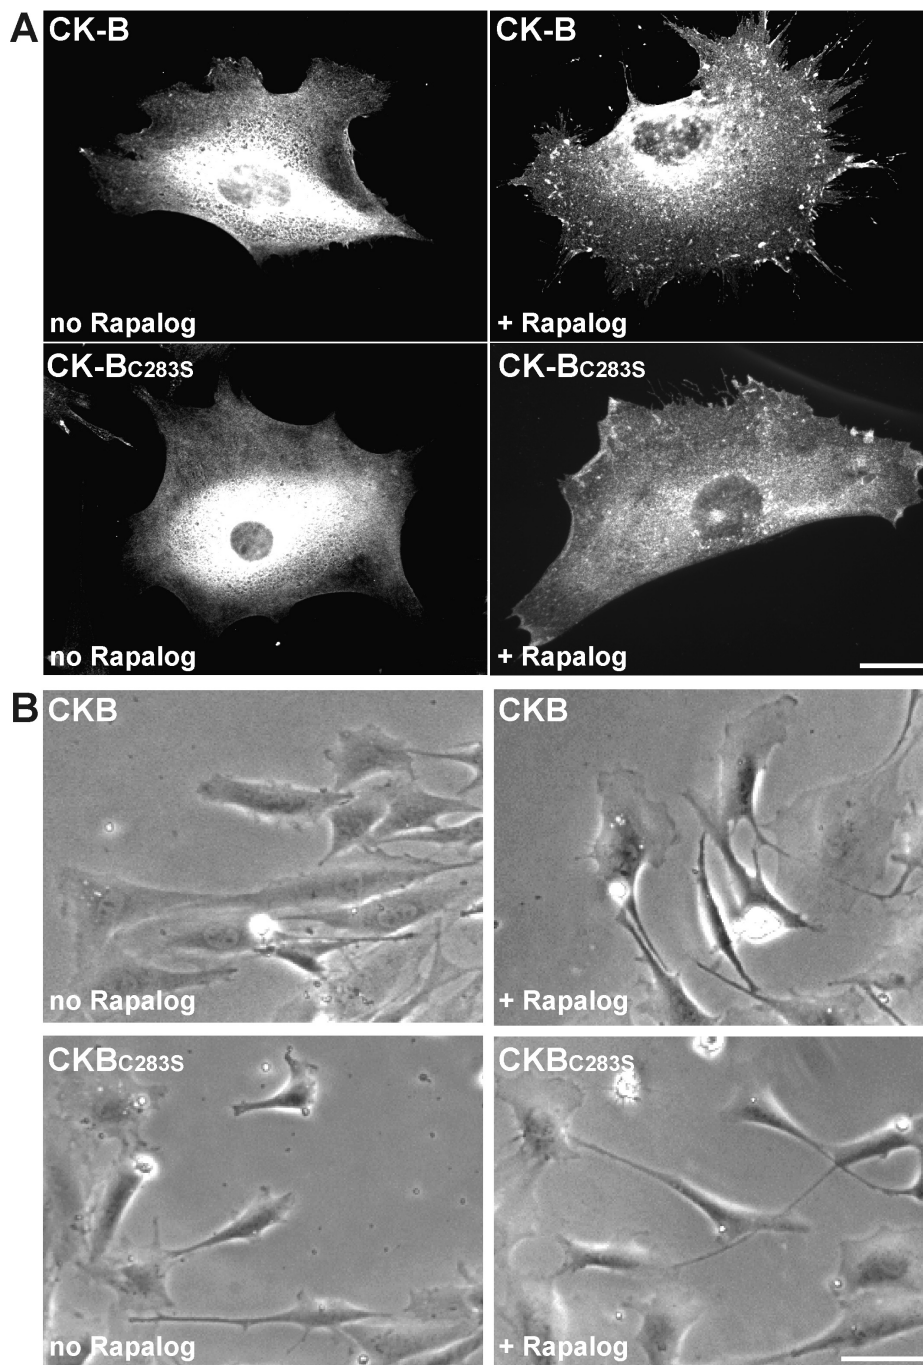 A
CK-B
no Rapalog
CK-B
+ Rapalog
CK-BC283S
no Rapalog
CK-BC283S
+ Rapalog
B
CKB
no Rapalog
CKB
+ Rapalog
CKBC283S
no Rapalog
CKBC283S
+ Rapalog